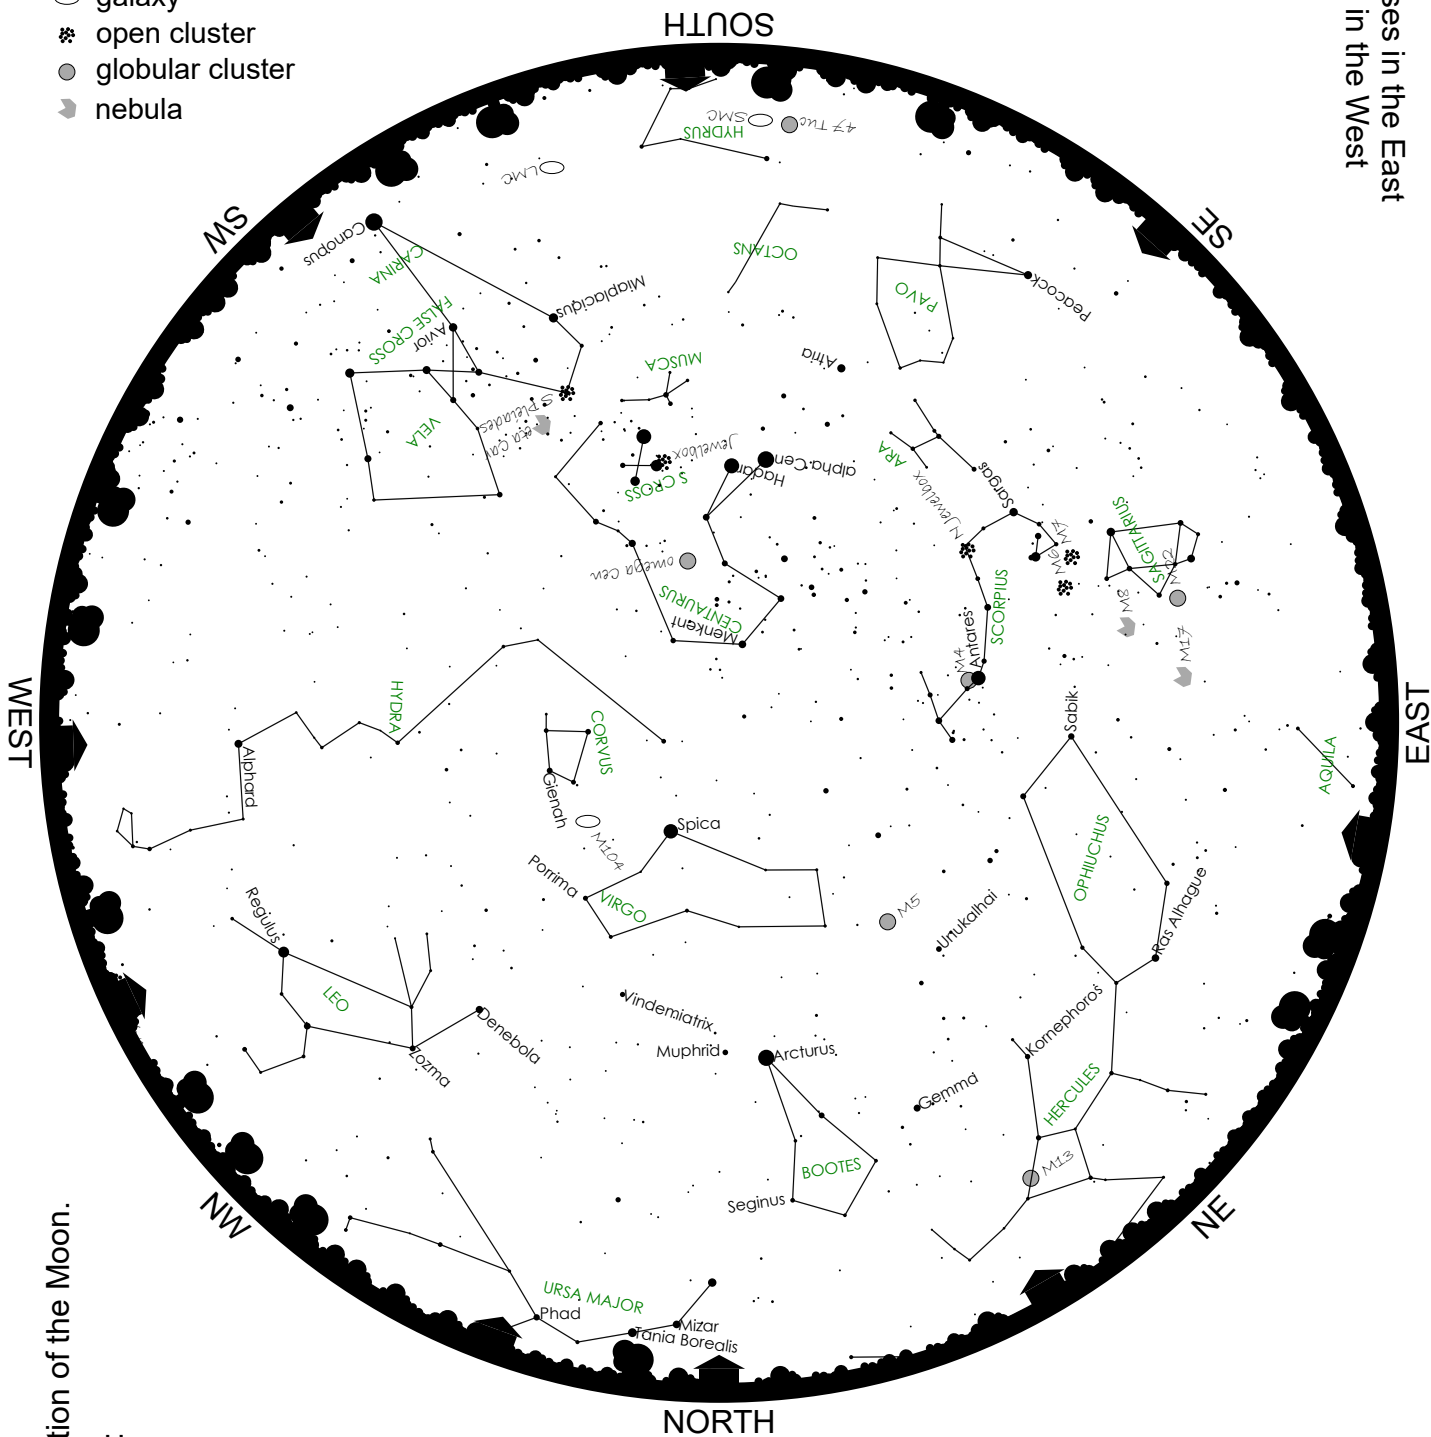 galaxy
open cluster
globular cluster
nebula
SOUTH
ses in the East
in the West
SW
SE
SMC
HYDRUS
47 Tuc
LMC
Canopus
CARINA
OCTANS
PAVO
Peacock
Miaplacidus
FALSE CROSS
Avior
MUSCA
Atria
S Pleiades
eta Car
VELA
Jewelbox
S CROSS
Hadar
alpha Cen
ARA
N Jewelbox
Sargas
SAGITTARIUS
M7
M6
M22
omega Cen
CENTAURUS
Menkent
SCORPIUS
Antares
M4
M8
M17
WEST
EAST
HYDRA
Alphard
CORVUS
Gienah
Sabik
AQUILA
M104
Spica
Porrima
VIRGO
OPHIUCHUS
Ras Alhague
M5
Unukalhai
Regulus
LEO
Denebola
Zozma
Vindemiatrix
Muphrid
Arcturus
Kornephoros
Gemma
HERCULES
BOOTES
Seginus
M13
NW
NE
URSA MAJOR
Phad
Mizar
Tania Borealis
NORTH
tion of the Moon.